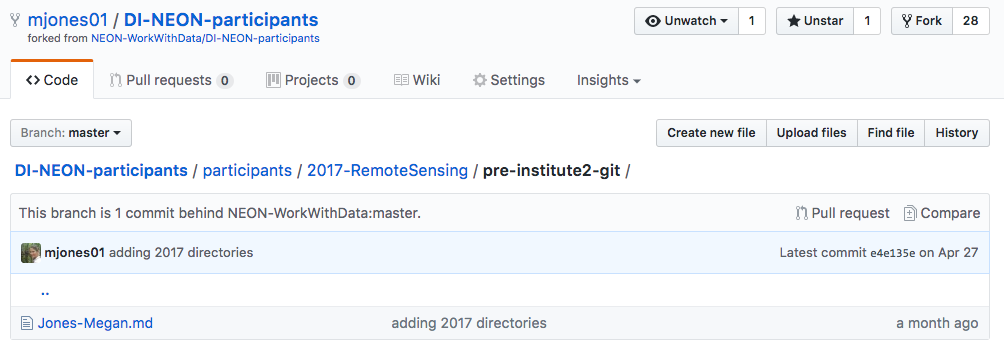 mjones01 / DI-NEON-participants
forked from NEON-WorkWithData/DI-NEON-participants
Unwatch 1 Unstar 1 Fork 28
Code Pull requests 0 Projects 0 Wiki Settings Insights
Branch: master Create new file Upload files Find file History
DI-NEON-participants / participants / 2017-RemoteSensing / pre-institute2-git /
This branch is 1 commit behind NEON-WorkWithData:master. Pull request Compare
mjones01 adding 2017 directories Latest commit e4e135e on Apr 27
..
Jones-Megan.md adding 2017 directories a month ago